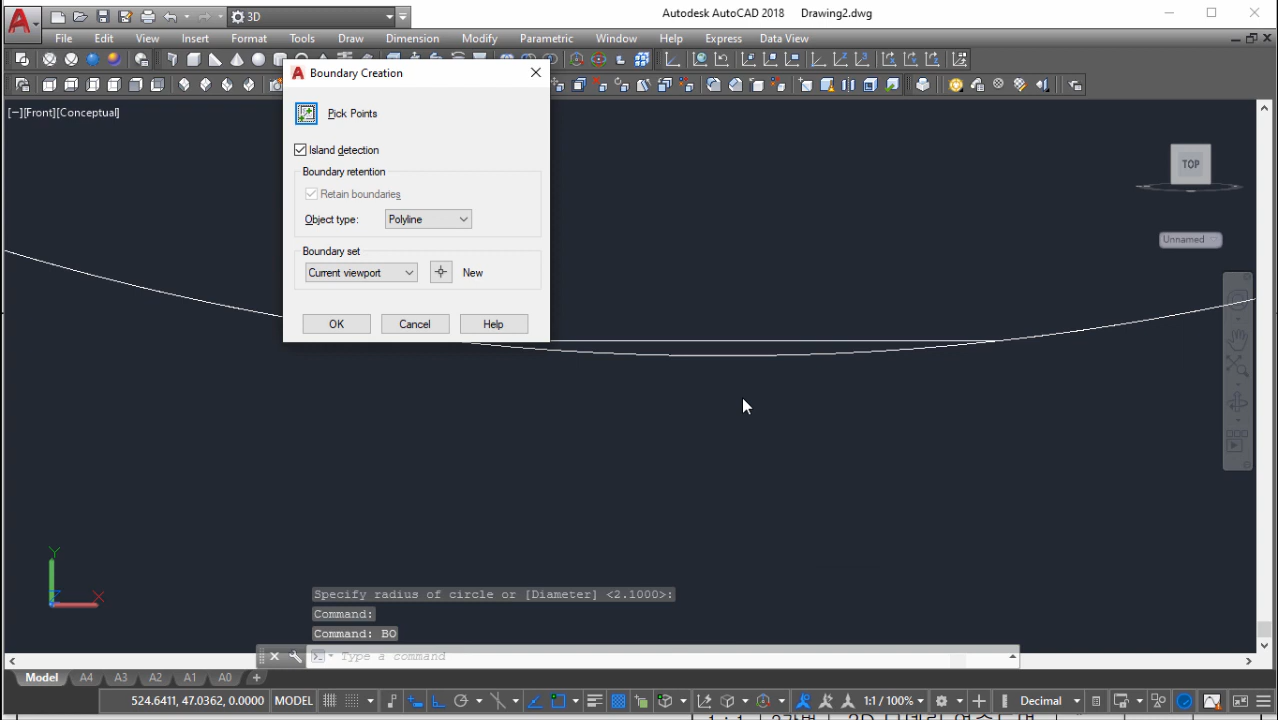 3D
Autodesk AutoCAD 2018 Drawing2.dwg
File Edit View Insert Format Tools Draw Dimension Modify Parametric Window Help Express Data View
Boundary Creation
[−][Front][Conceptual]
Pick Points
Island detection
Boundary retention
Retain boundaries
Object type: Polyline
Boundary set
Current viewport New
OK Cancel Help
TOP
Unnamed
Y
X
Z
Specify radius of circle or [Diameter] <2.1000>:
Command:
Command: BO
Type a command
Model A4 A3 A2 A1 A0 +
524.6411, 47.0362, 0.0000 MODEL 1:1 / 100% Decimal